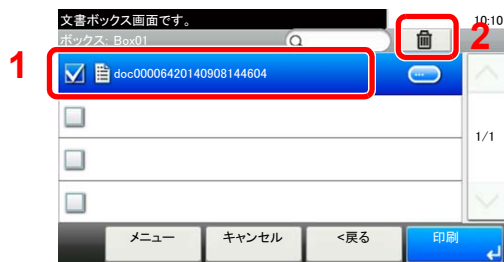 文書ボックス画面です。
10:10
ボックス: Box01
2
1
doc00006420140908144604
1/1
メニュー
キャンセル
<戻る
印刷